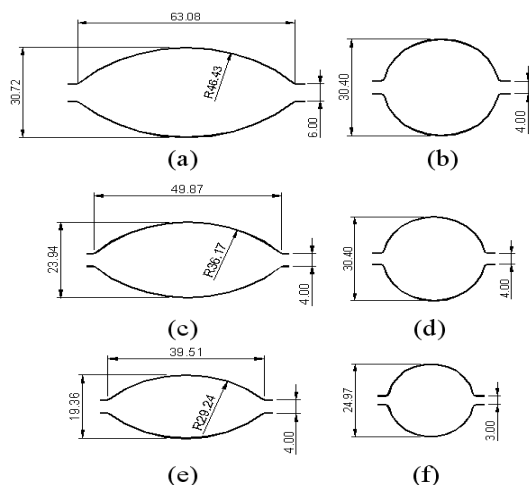 63.08
30.72
R46.43
6.00
30.40
4.00
(a)
(b)
49.87
23.94
R36.17
4.00
30.40
4.00
(c)
(d)
39.51
19.36
R29.24
4.00
24.97
3.00
(e)
(f)